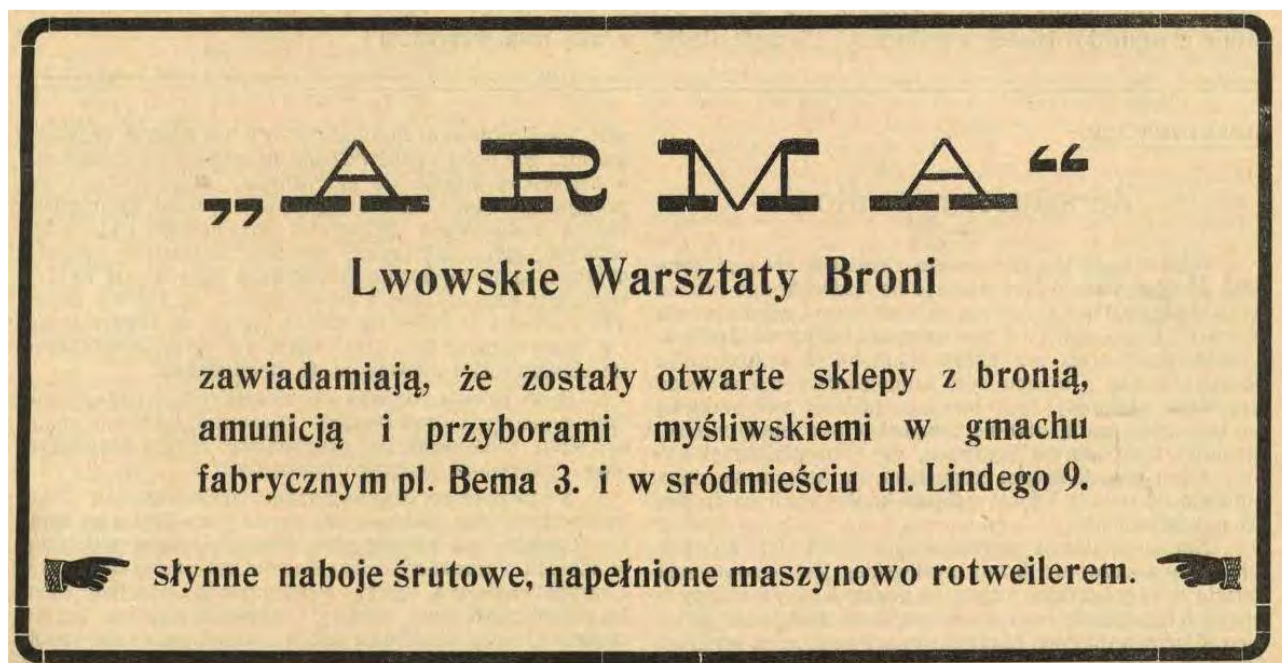 „ARMA“
Lwowskie Warsztaty Broni
zawiadamiają, że zostały otwarte sklepy z bronią,
amunicją i przyborami myśliwskiemi w gmachu
fabrycznym pl. Bema 3. i w sródmieściu ul. Lindego 9.
słynne naboje śrutowe, napełnione maszynowo rotweilerem.